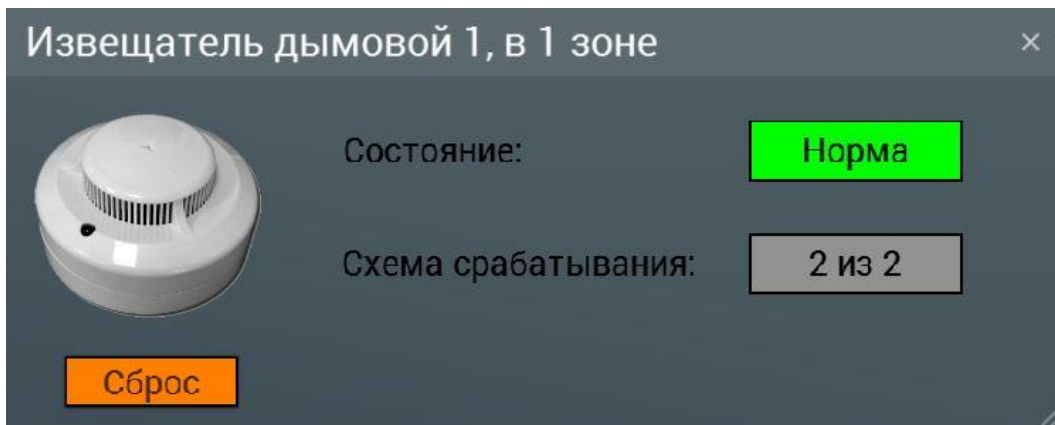 Извещатель дымовой 1, в 1 зоне
Состояние: Норма
Схема срабатывания: 2 из 2
Сброс